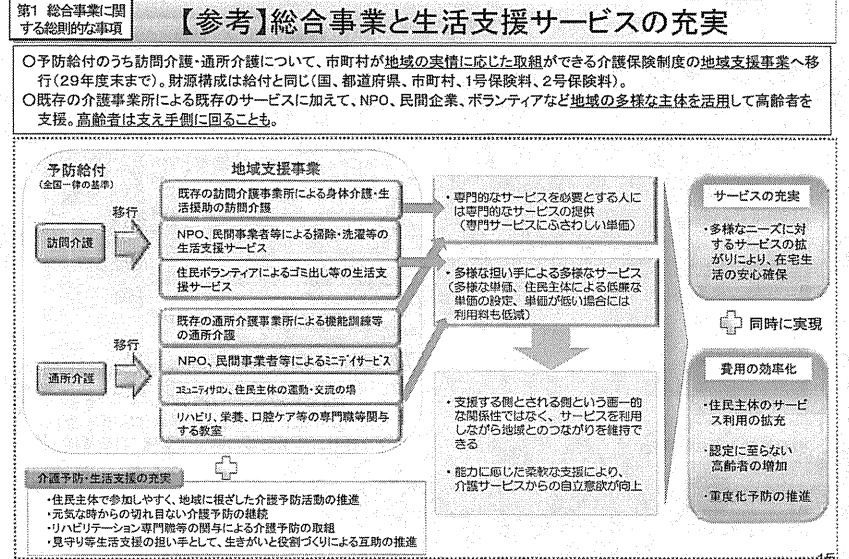 第1 総合事業に関
する総則的な事項
【参考】総合事業と生活支援サービスの充実
○予防給付のうち訪問介護・通所介護について、市町村が地域の実情に応じた取組ができる介護保険制度の地域支援事業へ移
行(29年度末まで)。財源構成は給付と同じ(国、都道府県、市町村、1号保険料、2号保険料)。
○既存の介護事業所による既存のサービスに加えて、NPO、民間企業、ボランティアなど地域の多様な主体を活用して高齢者を
支援。高齢者は支え手側に回ることも。
予防給付
(全国一律の基準)
地域支援事業
移行
訪問介護
既存の訪問介護事業所による身体介護・生
活援助の訪問介護
NPO、民間事業者等による掃除・洗濯等の
生活支援サービス
住民ボランティアによるゴミ出し等の生活支
援サービス
移行
通所介護
既存の通所介護事業所による機能訓練等
の通所介護
NPO、民間事業者等によるミニデイサービス
コミュニティサロン、住民主体の運動・交流の場
リハビリ、栄養、口腔ケア等の専門職等関与
する教室
・専門的なサービスを必要とする人に
は専門的なサービスの提供
(専門サービスにふさわしい単価)
・多様な担い手による多様なサービス
(多様な単価、住民主体による低廉な
単価の設定、単価が低い場合には
利用料も低減)
・支援する側とされる側という画一的
な関係性ではなく、サービスを利用
しながら地域とのつながりを維持で
きる
・能力に応じた柔軟な支援により、
介護サービスからの自立意欲が向上
サービスの充実
・多様なニーズに対
するサービスの拡
がりにより、在宅生
活の安心確保
同時に実現
費用の効率化
・住民主体のサービ
ス利用の拡充
・認定に至らない
高齢者の増加
・重度化予防の推進
介護予防・生活支援の充実
・住民主体で参加しやすく、地域に根ざした介護予防活動の推進
・元気な時からの切れ目ない介護予防の継続
・リハビリテーション専門職等の関与による介護予防の取組
・見守り等生活支援の担い手として、生きがいと役割づくりによる互助の推進